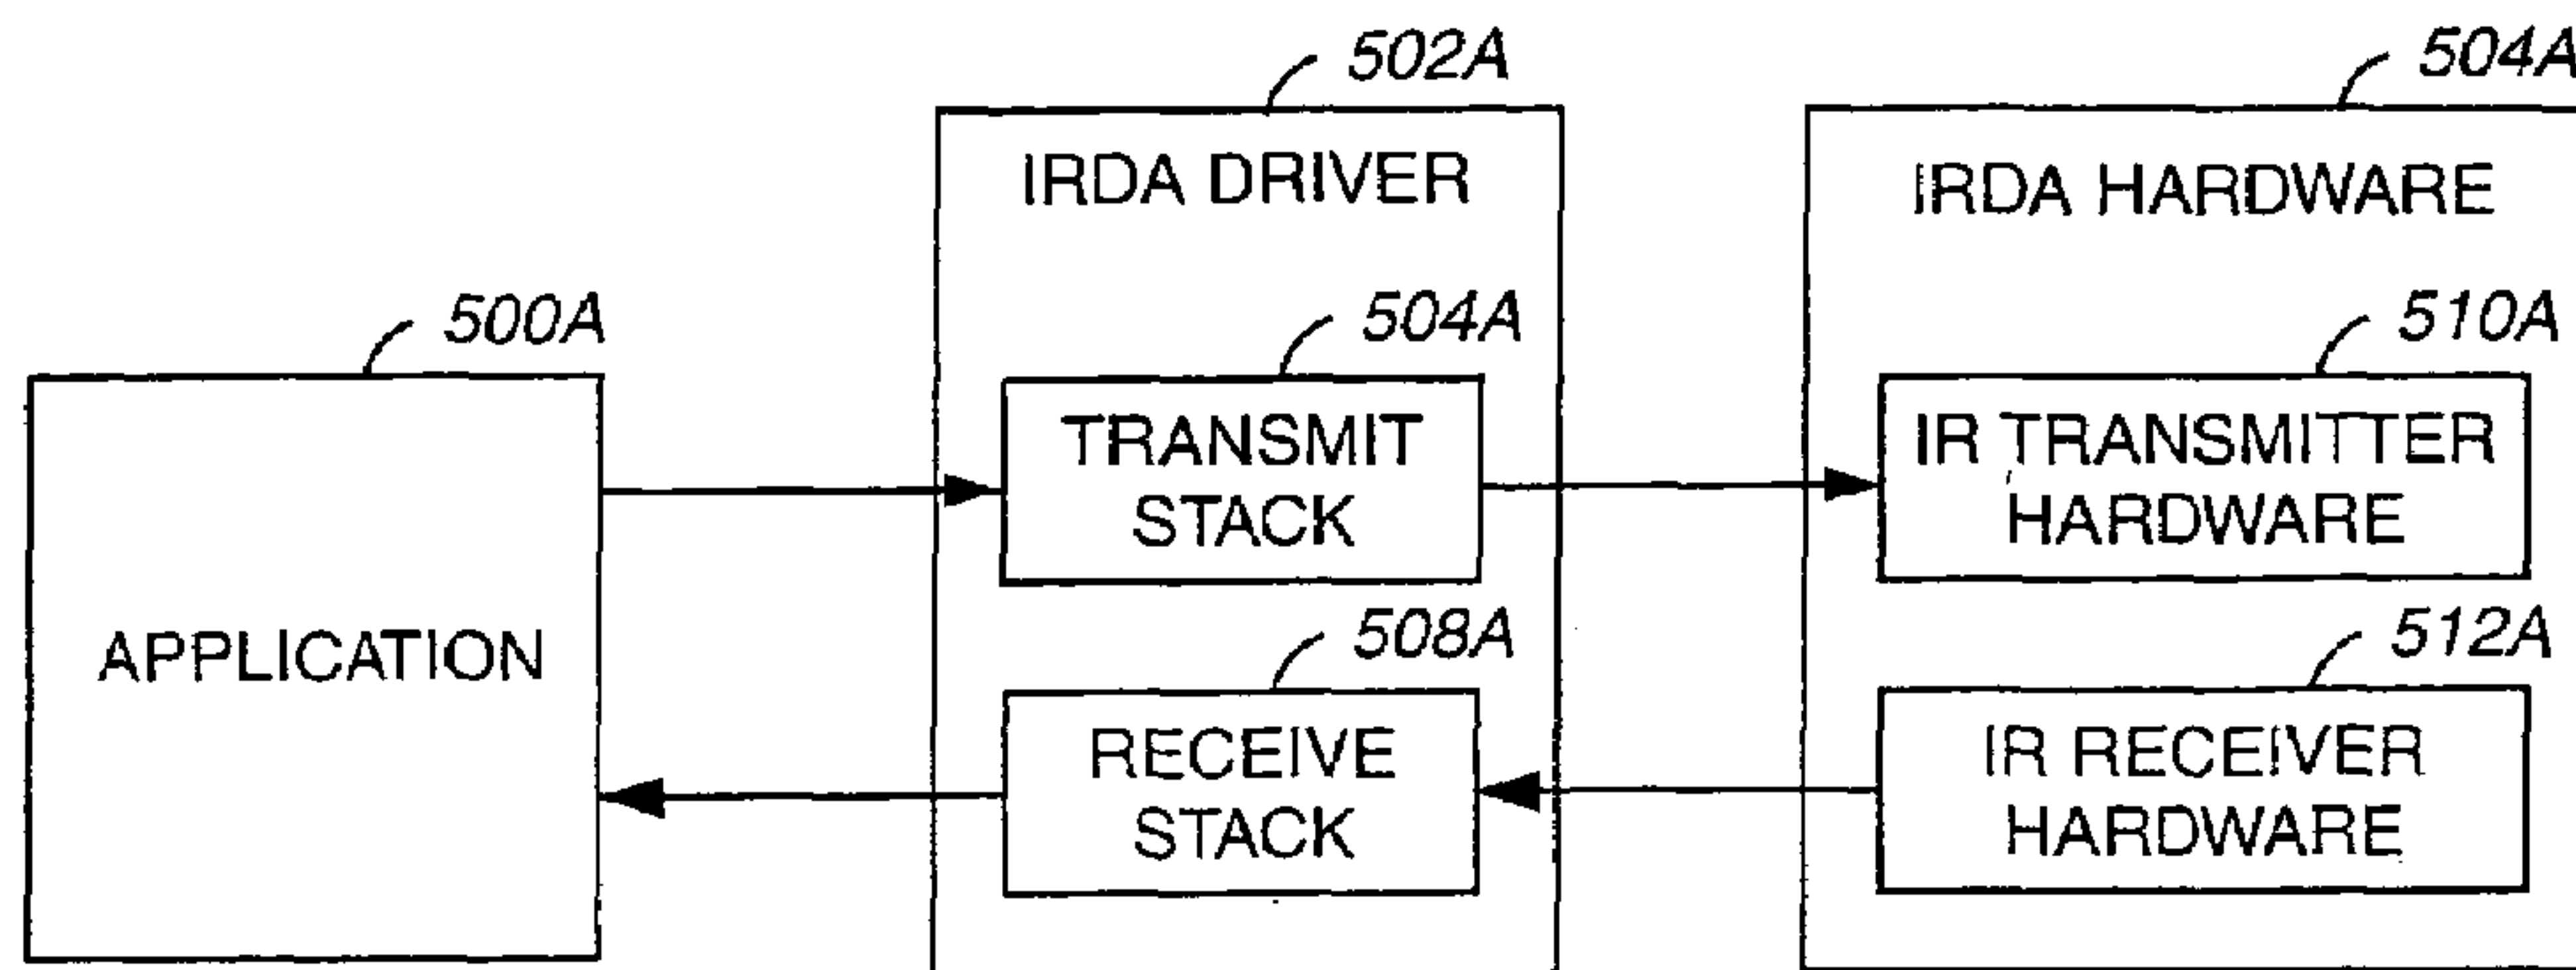 502A
504A
IRDA DRIVER
IRDA HARDWARE
500A
504A
510A
TRANSMIT
STACK
IR TRANSMITTER
HARDWARE
APPLICATION
508A
512A
RECEIVE
STACK
IR RECEIVER
HARDWARE